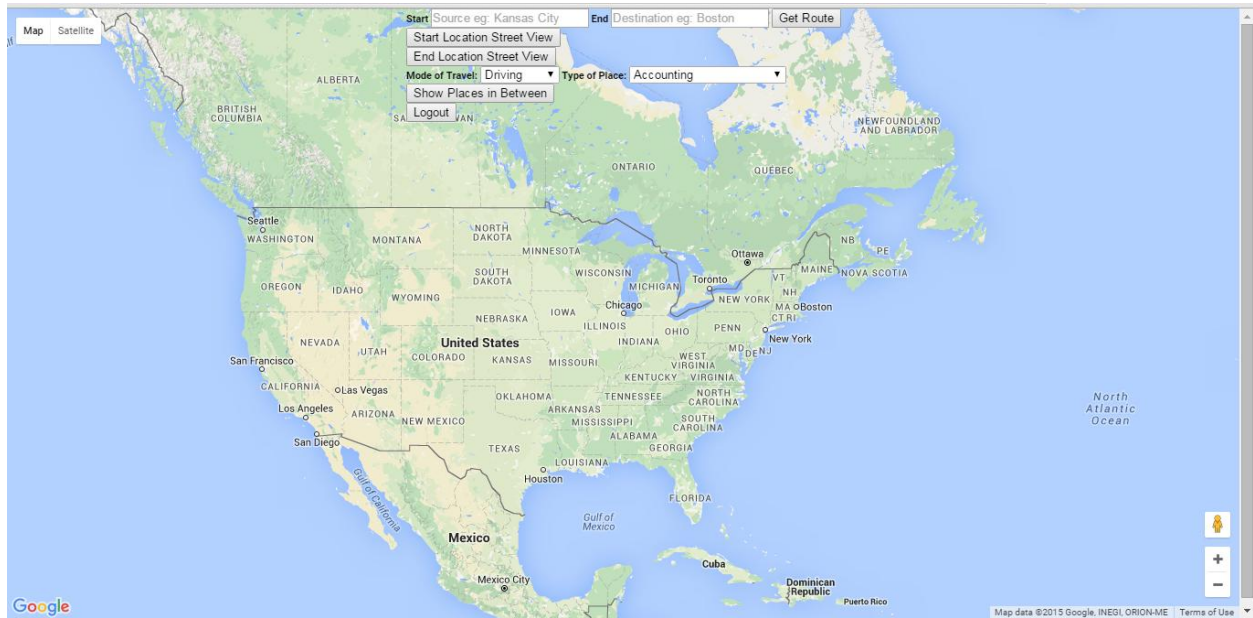 Start Source eg: Kansas City End Destination eg: Boston Get Route
Map Satellite
Start Location Street View
End Location Street View
Mode of Travel: Driving Type of Place: Accounting
ALBERTA
Show Places in Between
BRITISH
COLUMBIA
Logout
NEWFOUNDLAND
AND LABRADOR
ONTARIO
QUEBEC
Seattle
WASHINGTON
MONTANA
NORTH
DAKOTA
MINNESOTA
Ottawa
NB
PE
SOUTH
DAKOTA
WISCONSIN
MICHIGAN
Toronto
VT
MAINE
NOVA SCOTIA
OREGON
IDAHO
WYOMING
NH
NEW YORK
MA
Boston
Chicago
CT RI
NEBRASKA
IOWA
ILLINOIS
INDIANA
OHIO
PENN
New York
NEVADA
UTAH
United States
MD
DE
NJ
San Francisco
COLORADO
KANSAS
MISSOURI
WEST
VIRGINIA
KENTUCKY
VIRGINIA
CALIFORNIA
Las Vegas
OKLAHOMA
TENNESSEE
NORTH
CAROLINA
North
Atlantic
Ocean
Los Angeles
ARIZONA
NEW MEXICO
ARKANSAS
MISSISSIPPI
SOUTH
CAROLINA
San Diego
ALABAMA
GEORGIA
TEXAS
LOUISIANA
Houston
Gulf of California
FLORIDA
Gulf of
Mexico
Mexico
Cuba
Mexico City
Dominican
Republic
Puerto Rico
Google
Map data ©2015 Google, INEGI, ORION-ME Terms of Use